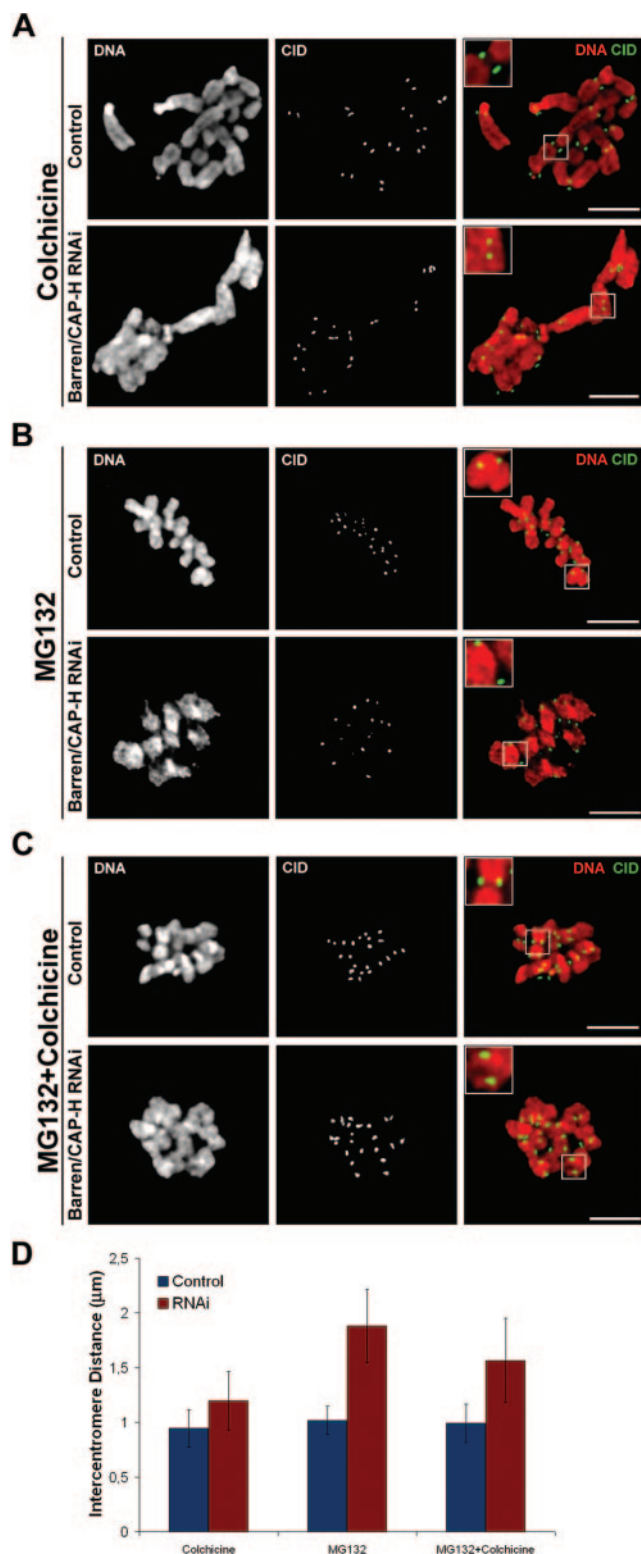 A
Colchicine
Control
DNA
CID
DNA CID
Barren/CAP-H RNAi
B
MG132
Control
DNA
CID
DNA CID
Barren/CAP-H RNAi
C
MG132+Colchicine
Control
DNA
CID
DNA CID
Barren/CAP-H RNAi
D
Intercentromere Distance (μm)
2,5
2
1,5
1
0,5
0
Control
RNAi
Colchicine
MG132
MG132+Colchicine